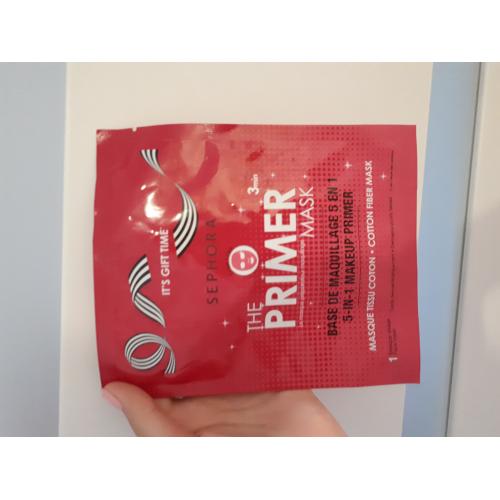 IT'S GIFT TIME
SEPHORA
3min
THE
PRIMER
MASK
BASE DE MAQUILLAGE 5 EN 1
5-IN-1 MAKEUP PRIMER
MASQUE TISSU COTON • COTTON FIBER MASK
1